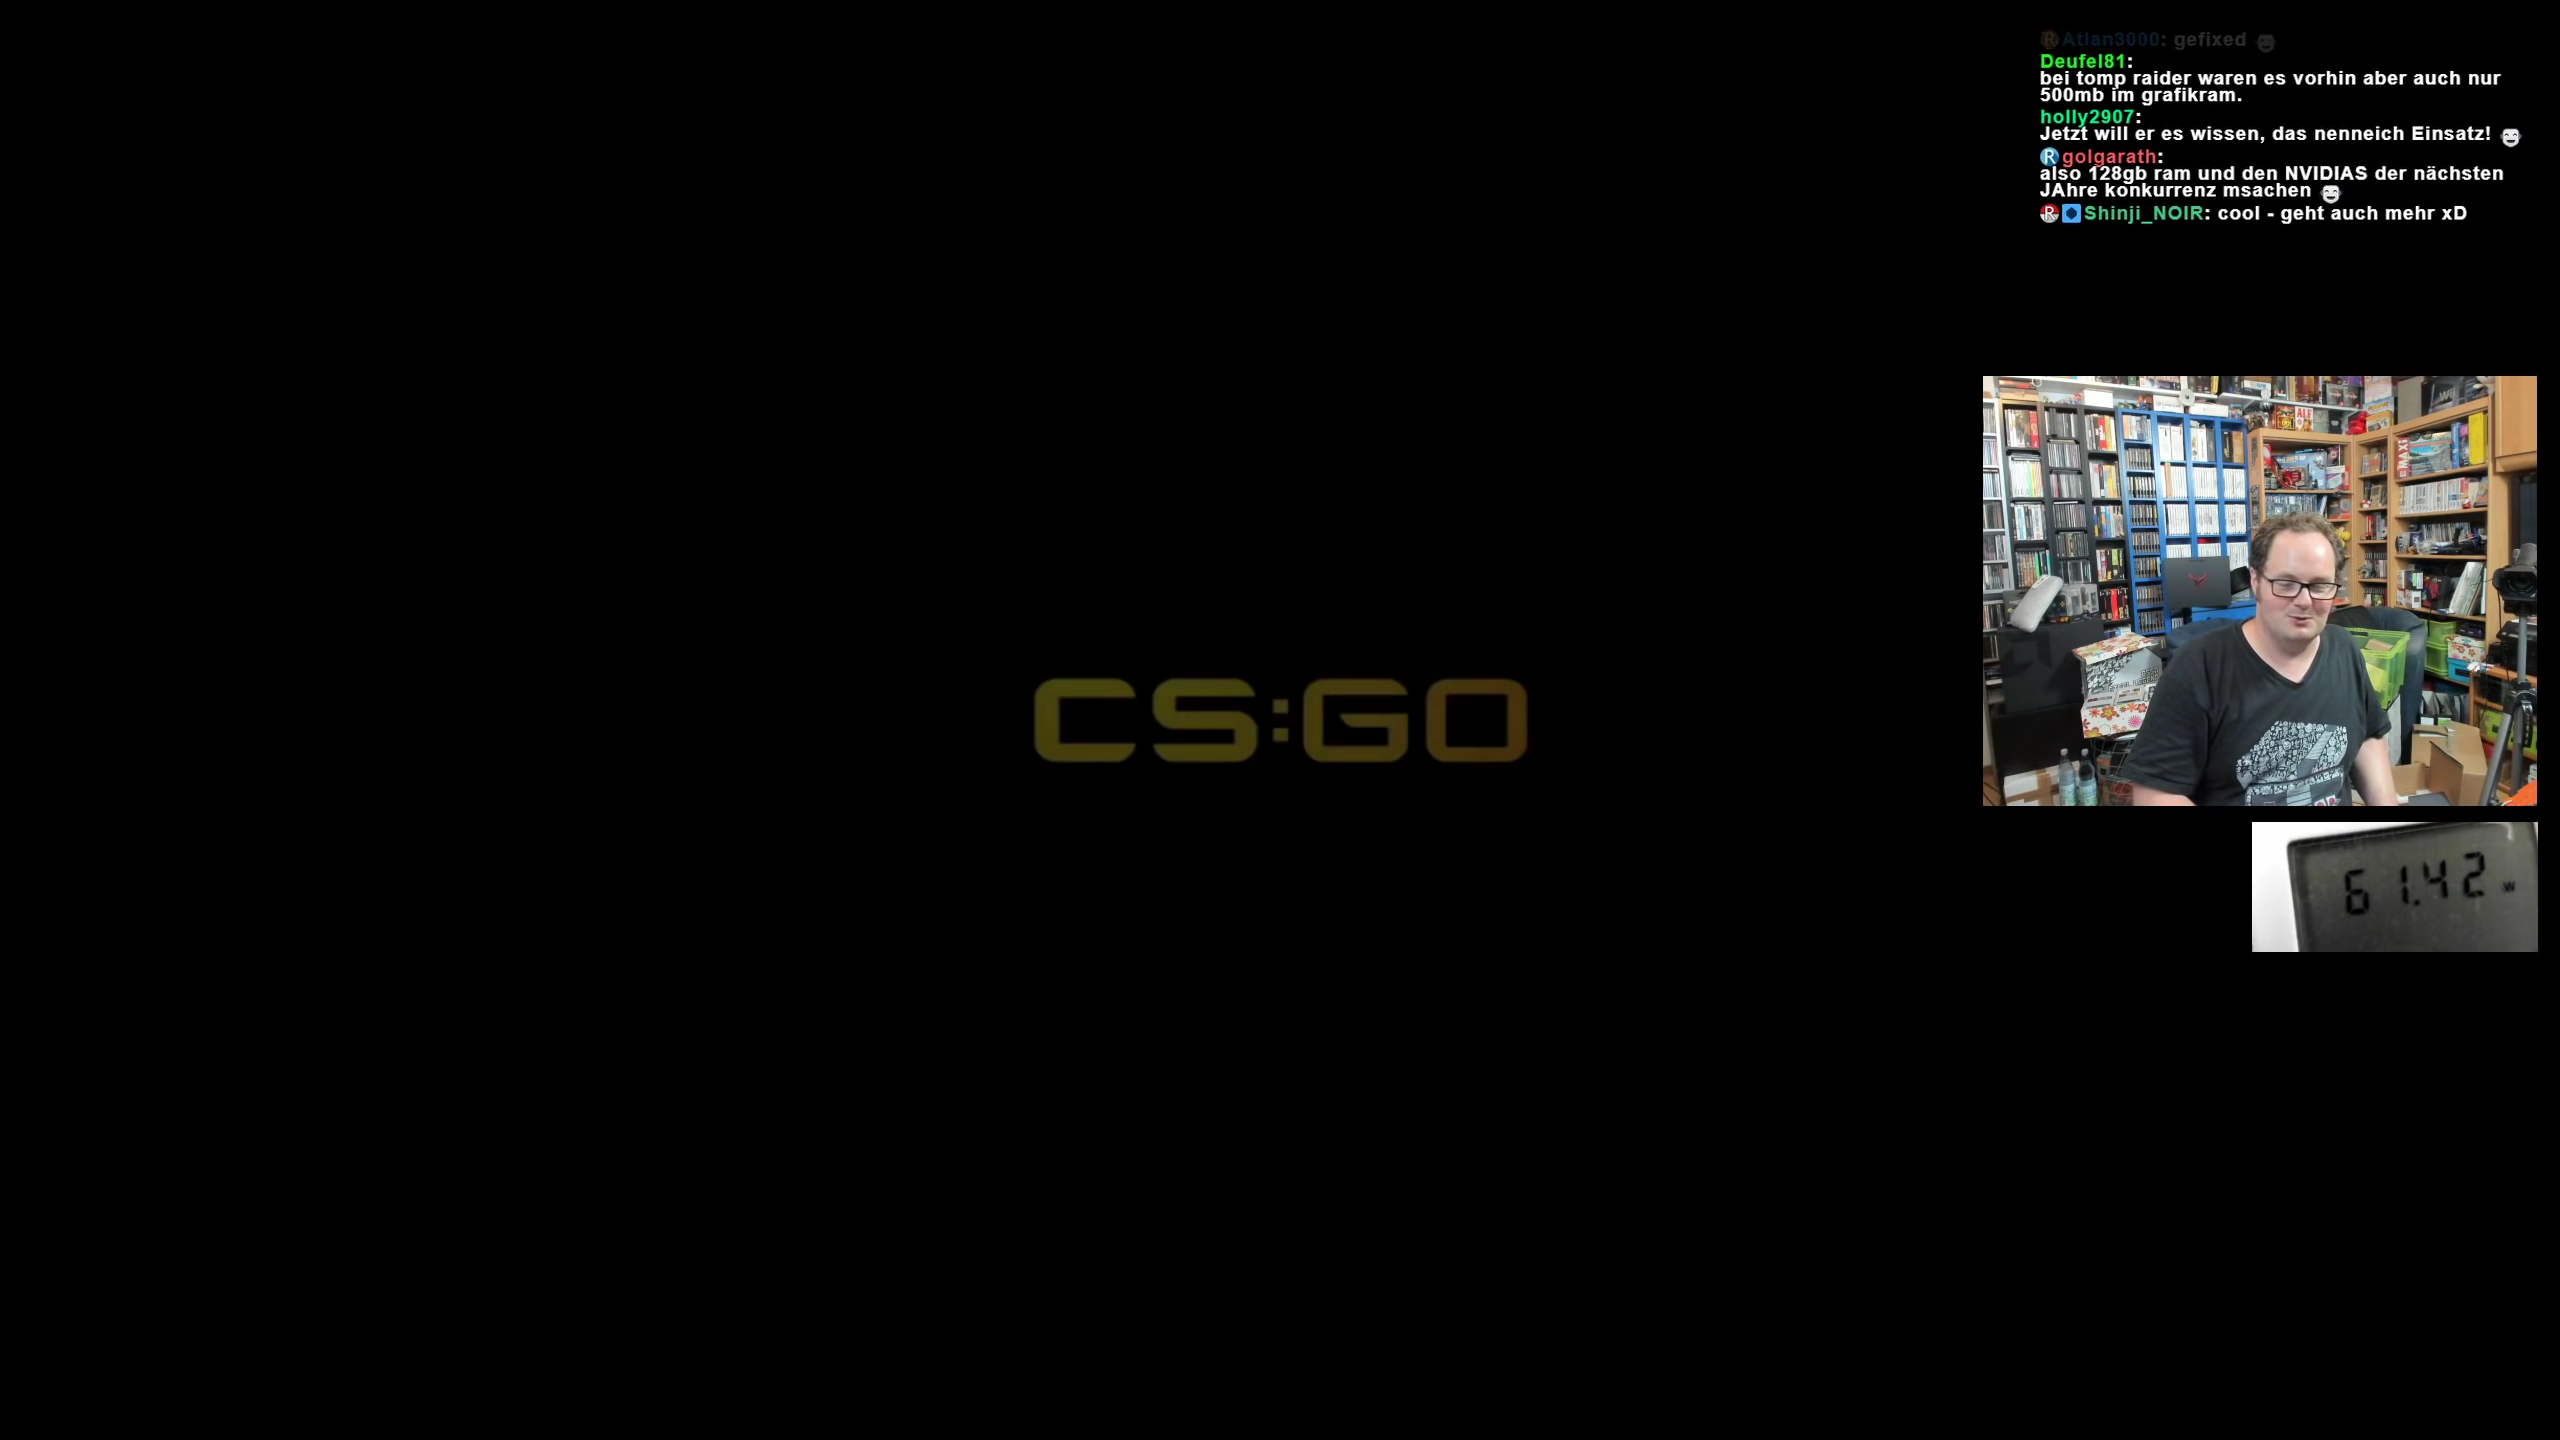 Atlan3000: gefixed
Deufel81:
bei tomp raider waren es vorhin aber auch nur
500mb im grafikram.
holly2907:
Jetzt will er es wissen, das nenneich Einsatz!
R golgarath:
also 128gb ram und den NVIDIAS der nächsten
JAhre konkurrenz msachen
R Shinji_NOIR: cool - geht auch mehr xD
ALF
MAXX
CS:GO
61.42 W